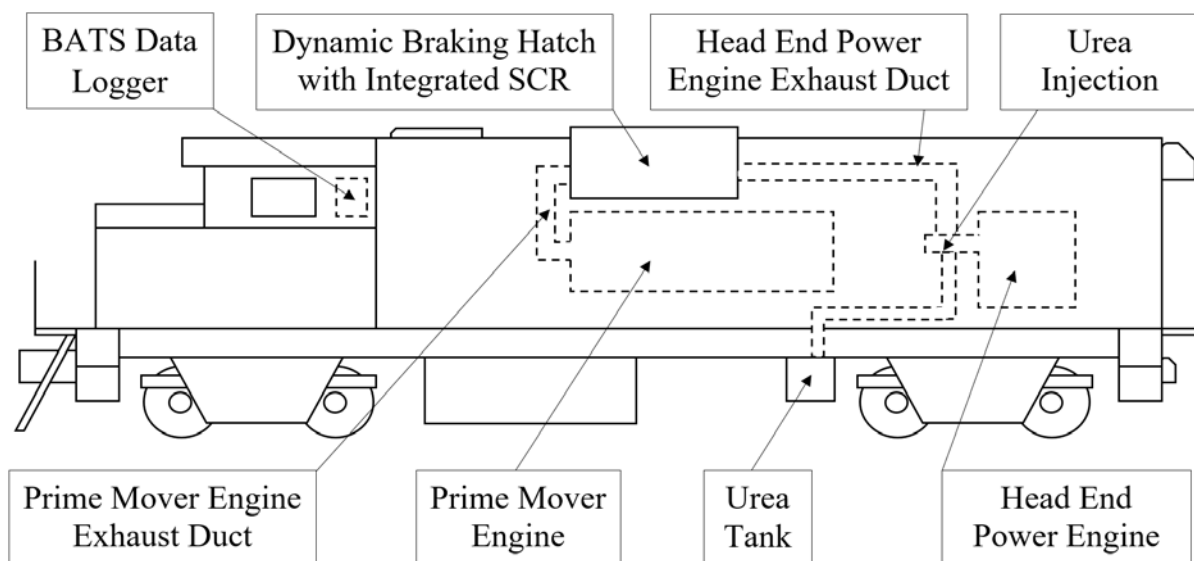 BATS Data
Logger
Dynamic Braking Hatch
with Integrated SCR
Head End Power
Engine Exhaust Duct
Urea
Injection
Prime Mover Engine
Exhaust Duct
Prime Mover
Engine
Urea
Tank
Head End
Power Engine